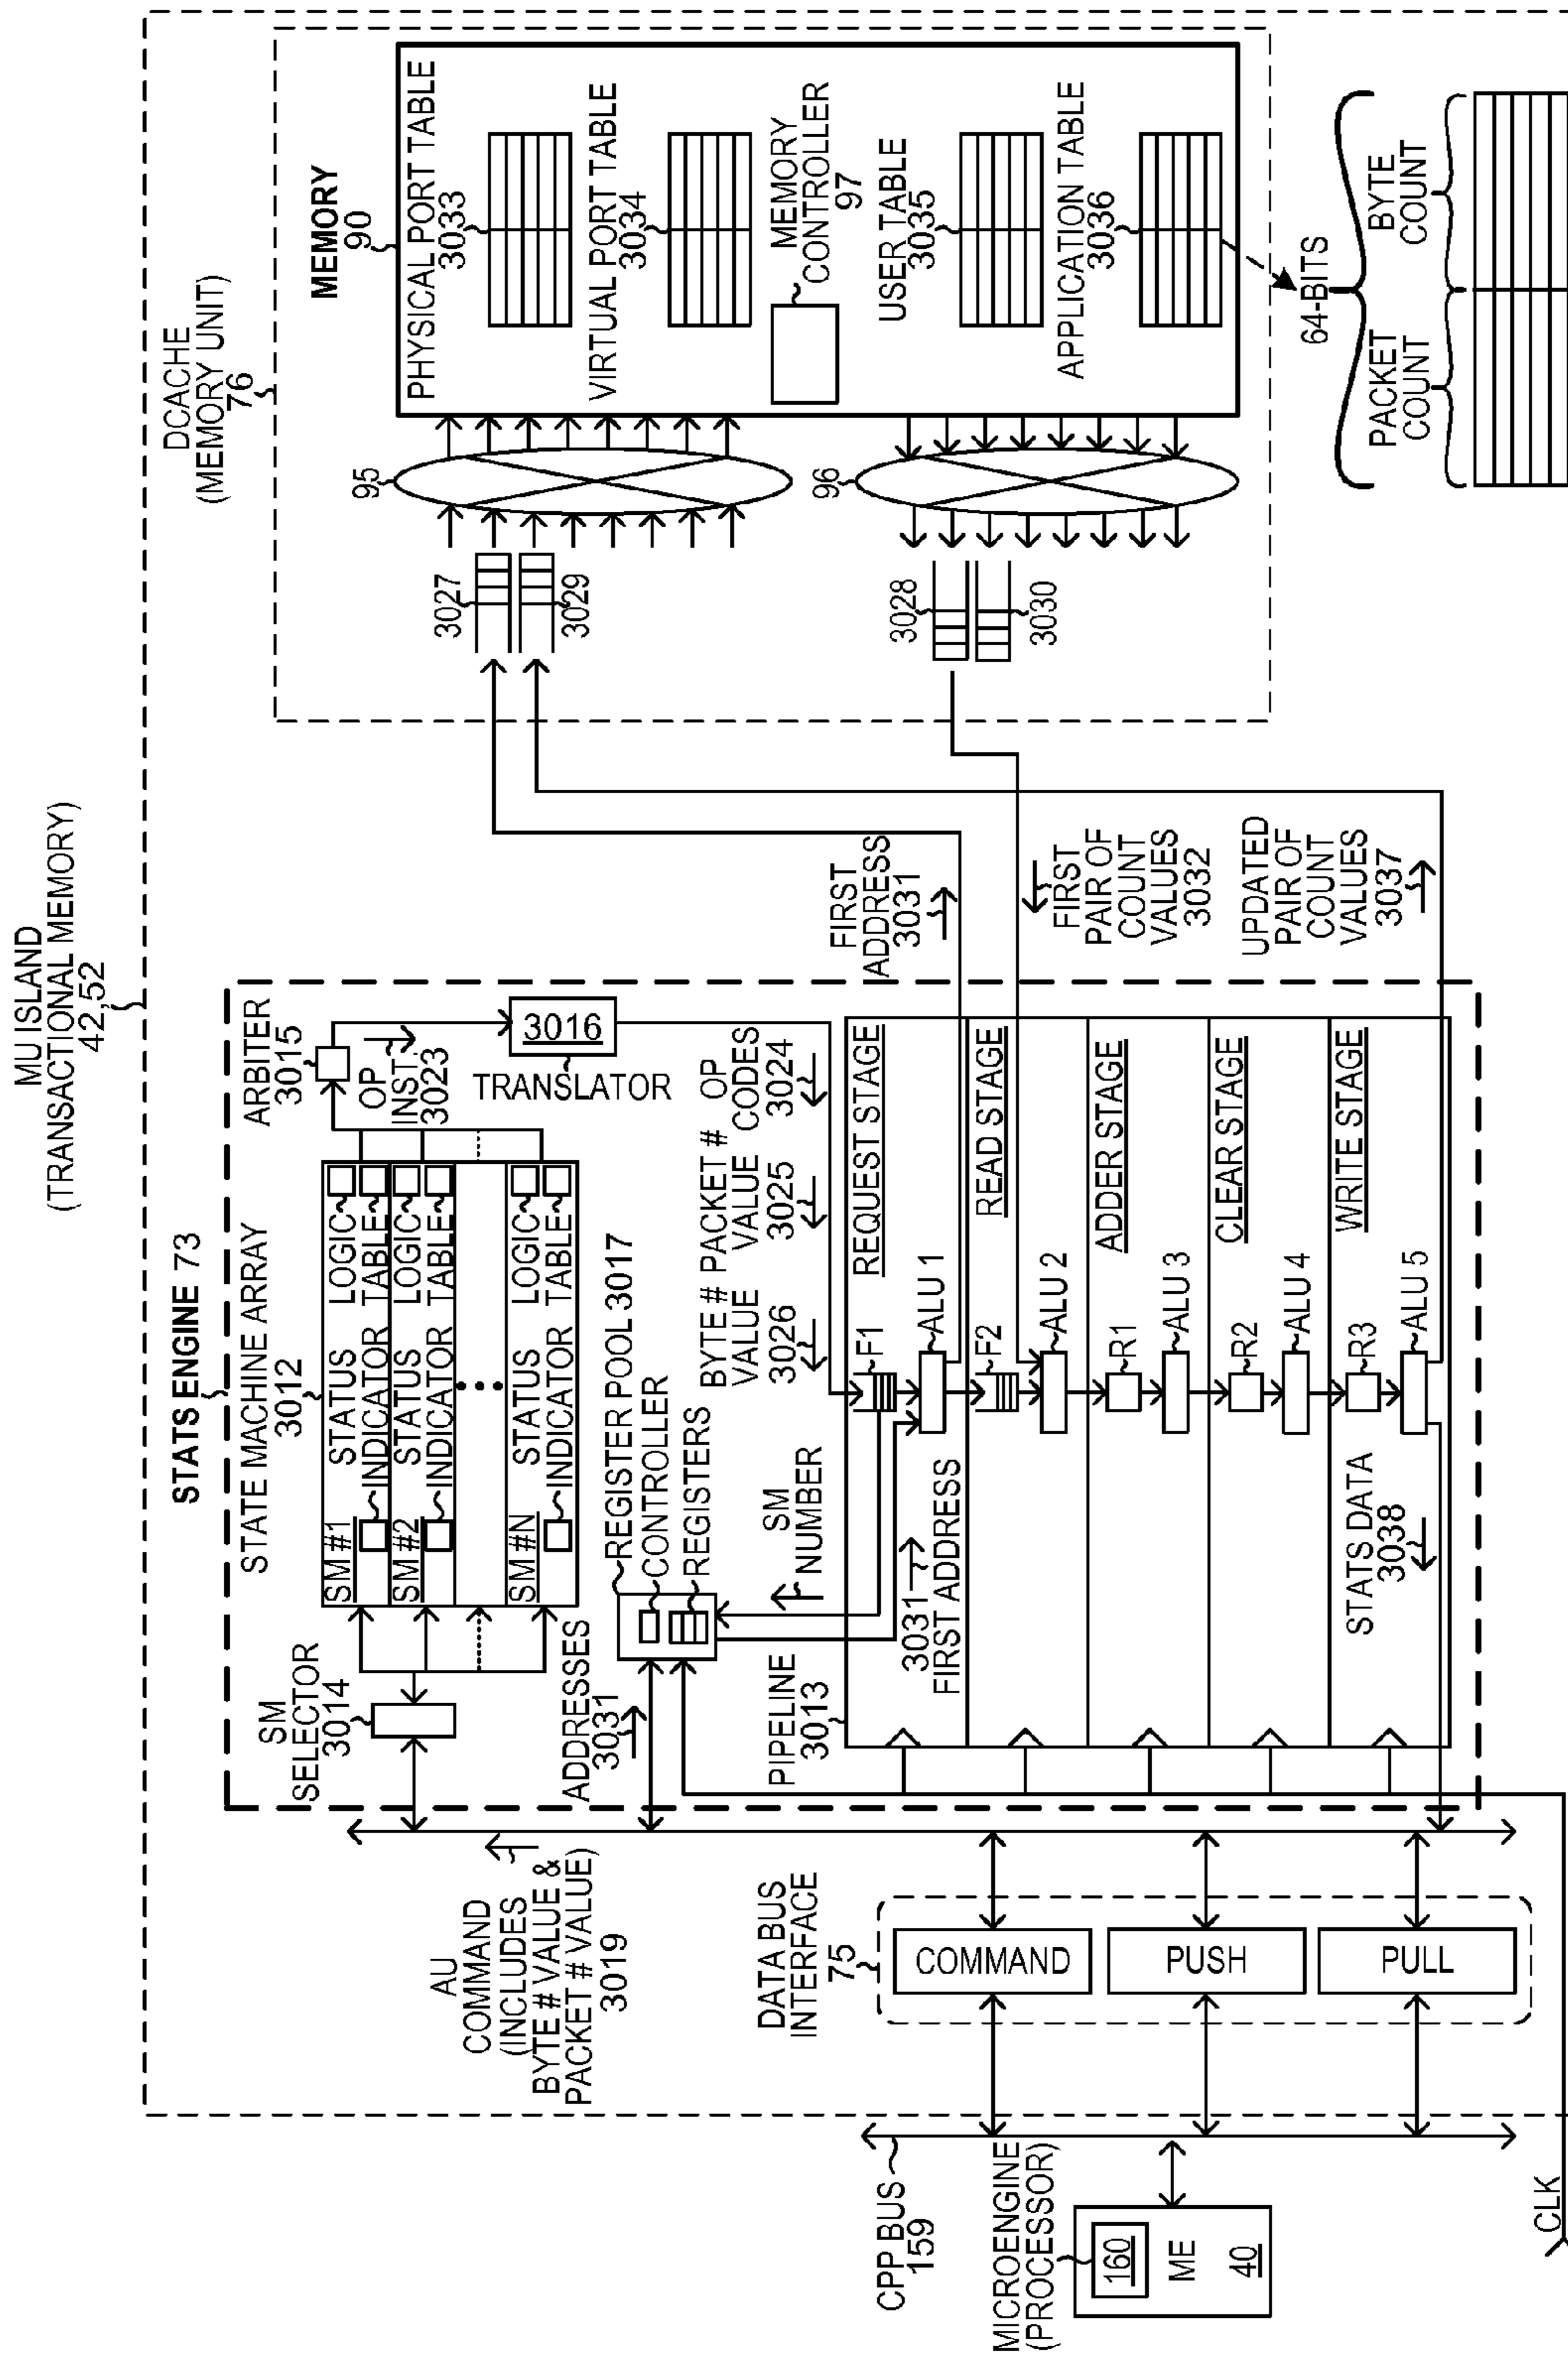 MU ISLAND
(TRANSACTIONAL MEMORY)
42,52
STATS ENGINE 73
STATE MACHINE ARRAY
3012
SM
SELECTOR
3014
SM #1
STATUS
INDICATOR
LOGIC
TABLE
SM #2
STATUS
INDICATOR
LOGIC
TABLE
SM #N
STATUS
INDICATOR
LOGIC
TABLE
ARBITER
3015
OP
INST.
3023
3016
TRANSLATOR
REGISTER POOL 3017
CONTROLLER
REGISTERS
ADDRESSES
3031
BYTE #
VALUE
3026
PACKET #
VALUE
3025
OP
CODES
3024
SM
NUMBER
PIPELINE
3013
3031
FIRST ADDRESS
F1
ALU 1
REQUEST STAGE
F2
ALU 2
READ STAGE
R1
ALU 3
ADDER STAGE
R2
ALU 4
CLEAR STAGE
R3
ALU 5
WRITE STAGE
STATS DATA
3038
FIRST
ADDRESS
3031
FIRST
PAIR OF
COUNT
VALUES
3032
UPDATED
PAIR OF
COUNT
VALUES
3037
DCACHE
(MEMORY UNIT)
76
3027
3029
95
3028
3030
96
MEMORY
90
PHYSICAL PORT TABLE
3033
VIRTUAL PORT TABLE
3034
MEMORY
CONTROLLER
97
USER TABLE
3035
APPLICATION TABLE
3036
64-BITS
PACKET
COUNT
BYTE
COUNT
AU
COMMAND
(INCLUDES
BYTE # VALUE &
PACKET # VALUE)
3019
DATA BUS
INTERFACE
75
COMMAND
PUSH
PULL
CPP BUS
159
MICROENGINE
(PROCESSOR)
160
ME
40
CLK